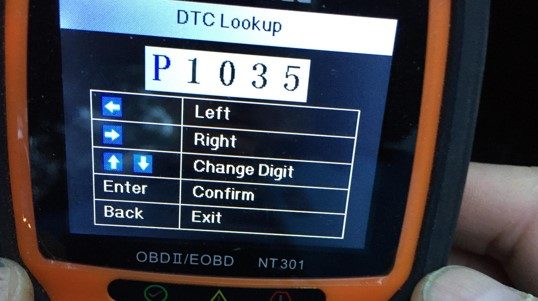 DTC Lookup
P1035
Left
Right
Change Digit
Enter Confirm
Back Exit
OBDII/EOBD NT301